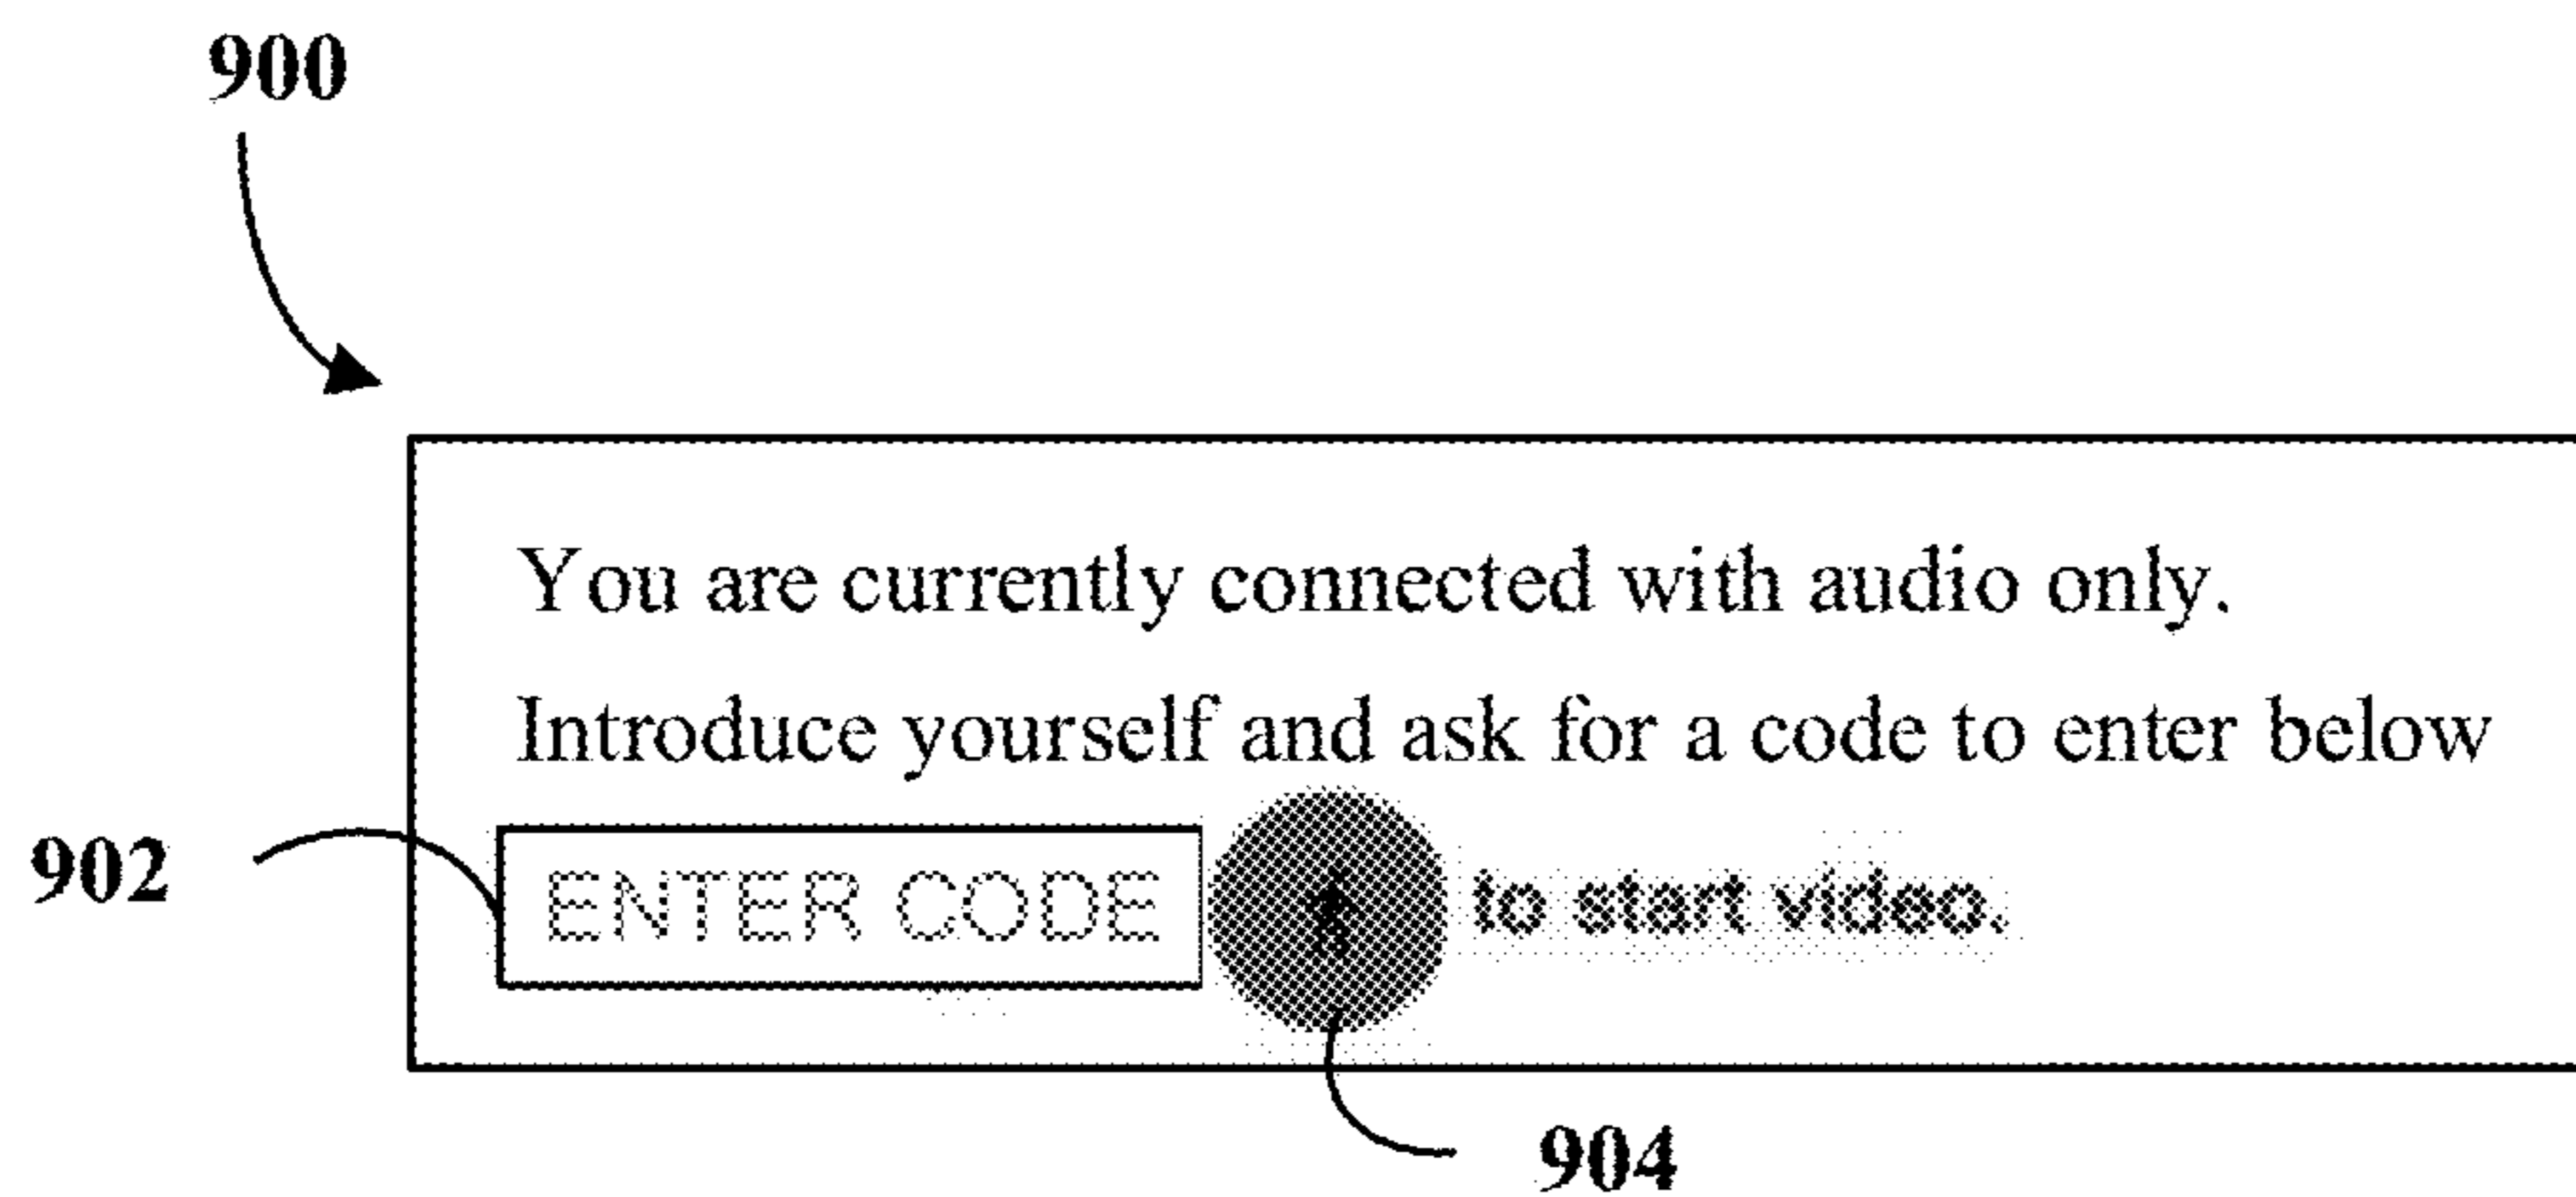 900
You are currently connected with audio only.
Introduce yourself and ask for a code to enter below
902
ENTER CODE to start video.
904